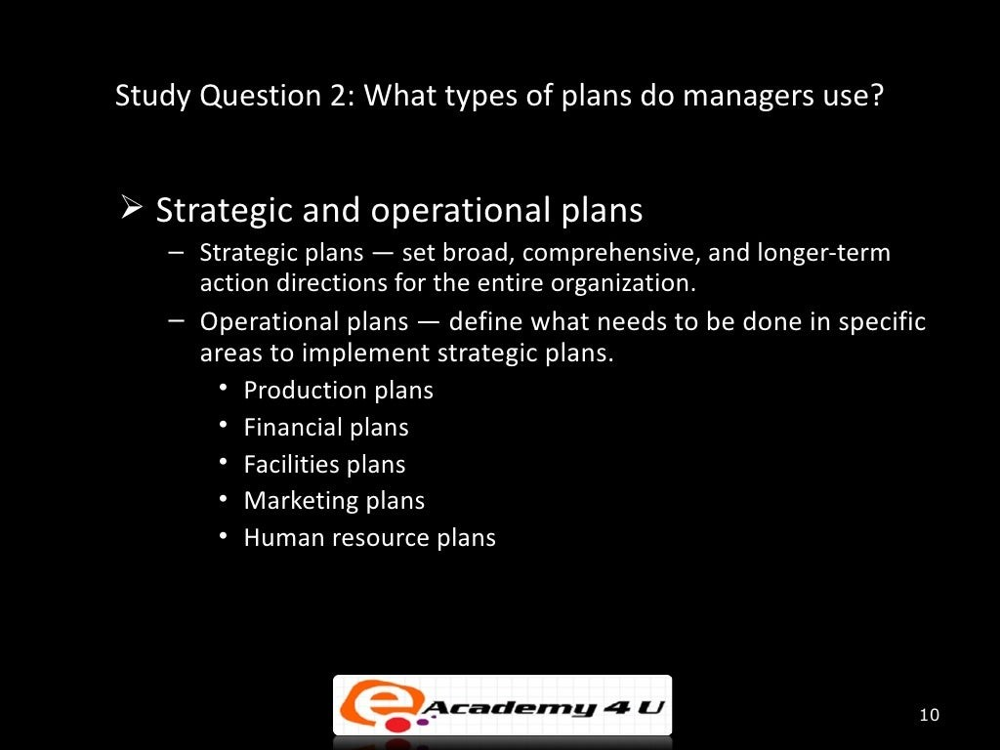 Study Question 2: What types of plans do managers use?
➢ Strategic and operational plans
– Strategic plans — set broad, comprehensive, and longer-term
action directions for the entire organization.
– Operational plans — define what needs to be done in specific
areas to implement strategic plans.
• Production plans
• Financial plans
• Facilities plans
• Marketing plans
• Human resource plans
e Academy 4 U
10